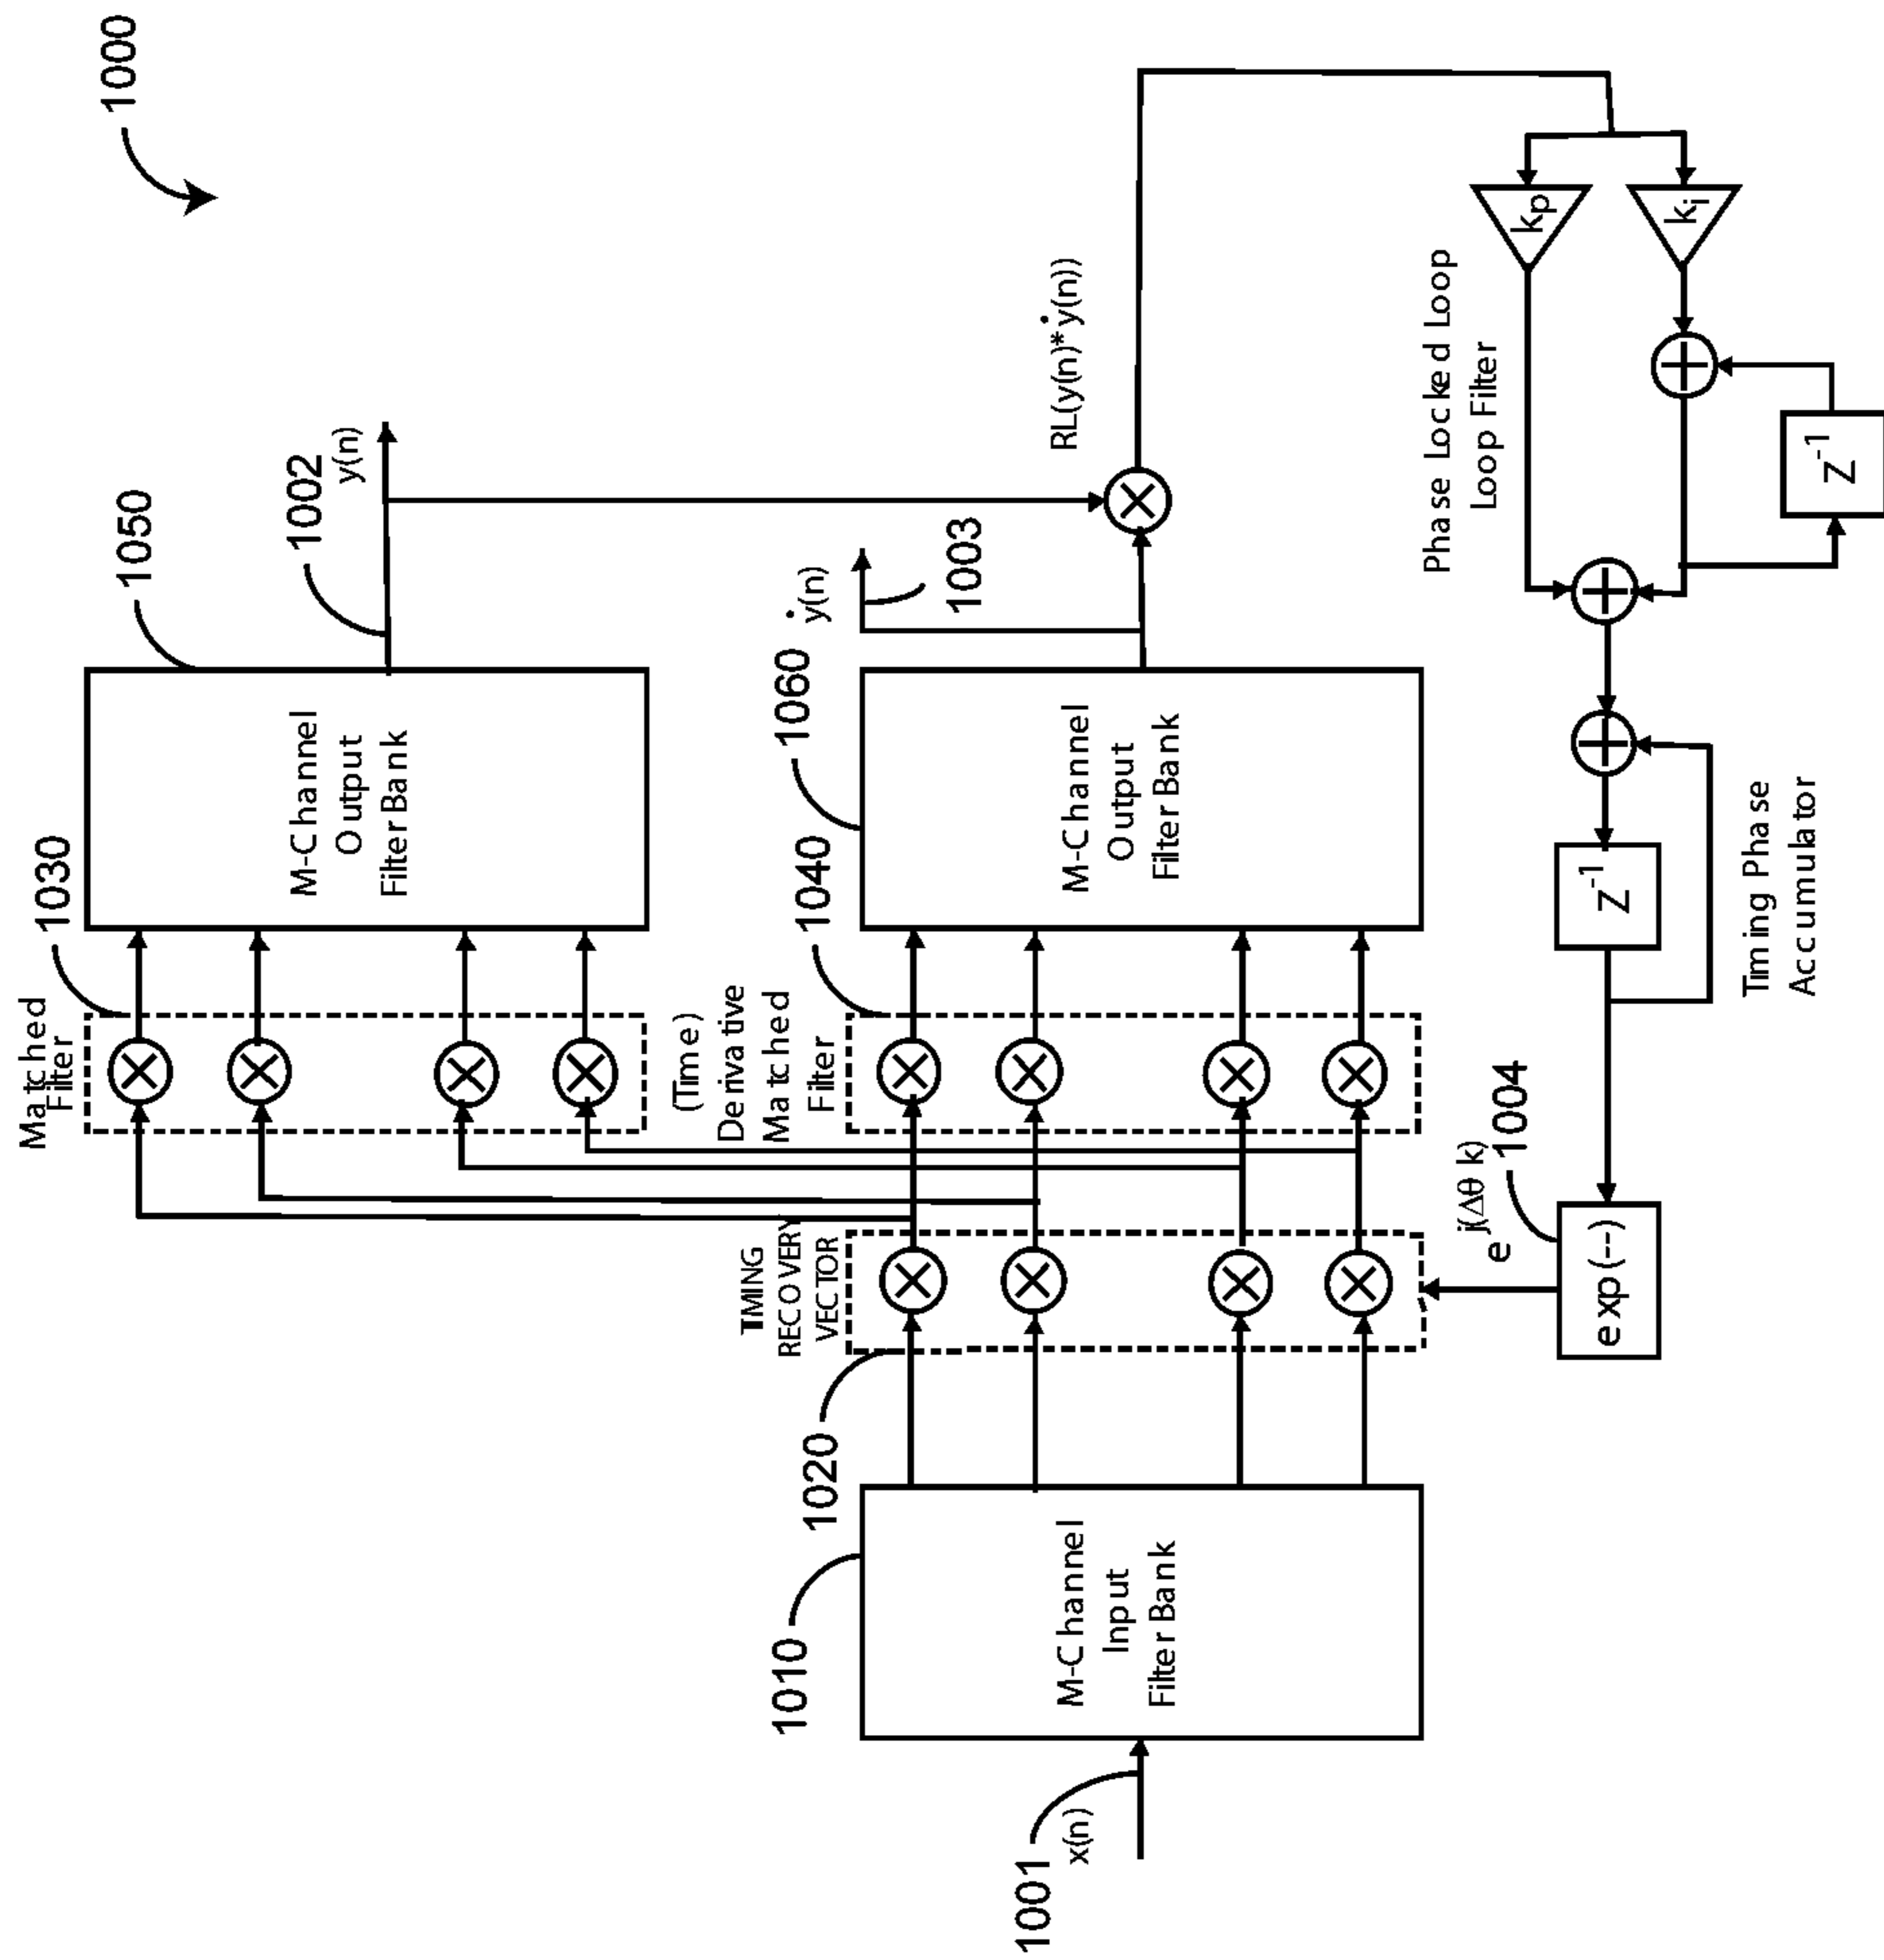 1000
Matched
Filter
1030
1050
M-Channel
Output
Filter Bank
1002
y(n)
(Time)
Derivative
Matched
Filter
1040
1060
M-Channel
Output
Filter Bank
ẏ(n)
1003
RL(y(n)*ẏ(n))
TIMING
RECOVERY
VECTOR
1020
1010
M-Channel
Input
Filter Bank
1001
x(n)
Phase Locked Loop
Loop Filter
kp
ki
Z⁻¹
Z⁻¹
Timing Phase
Accumulator
exp(--)
e^j(Δθ k)
1004